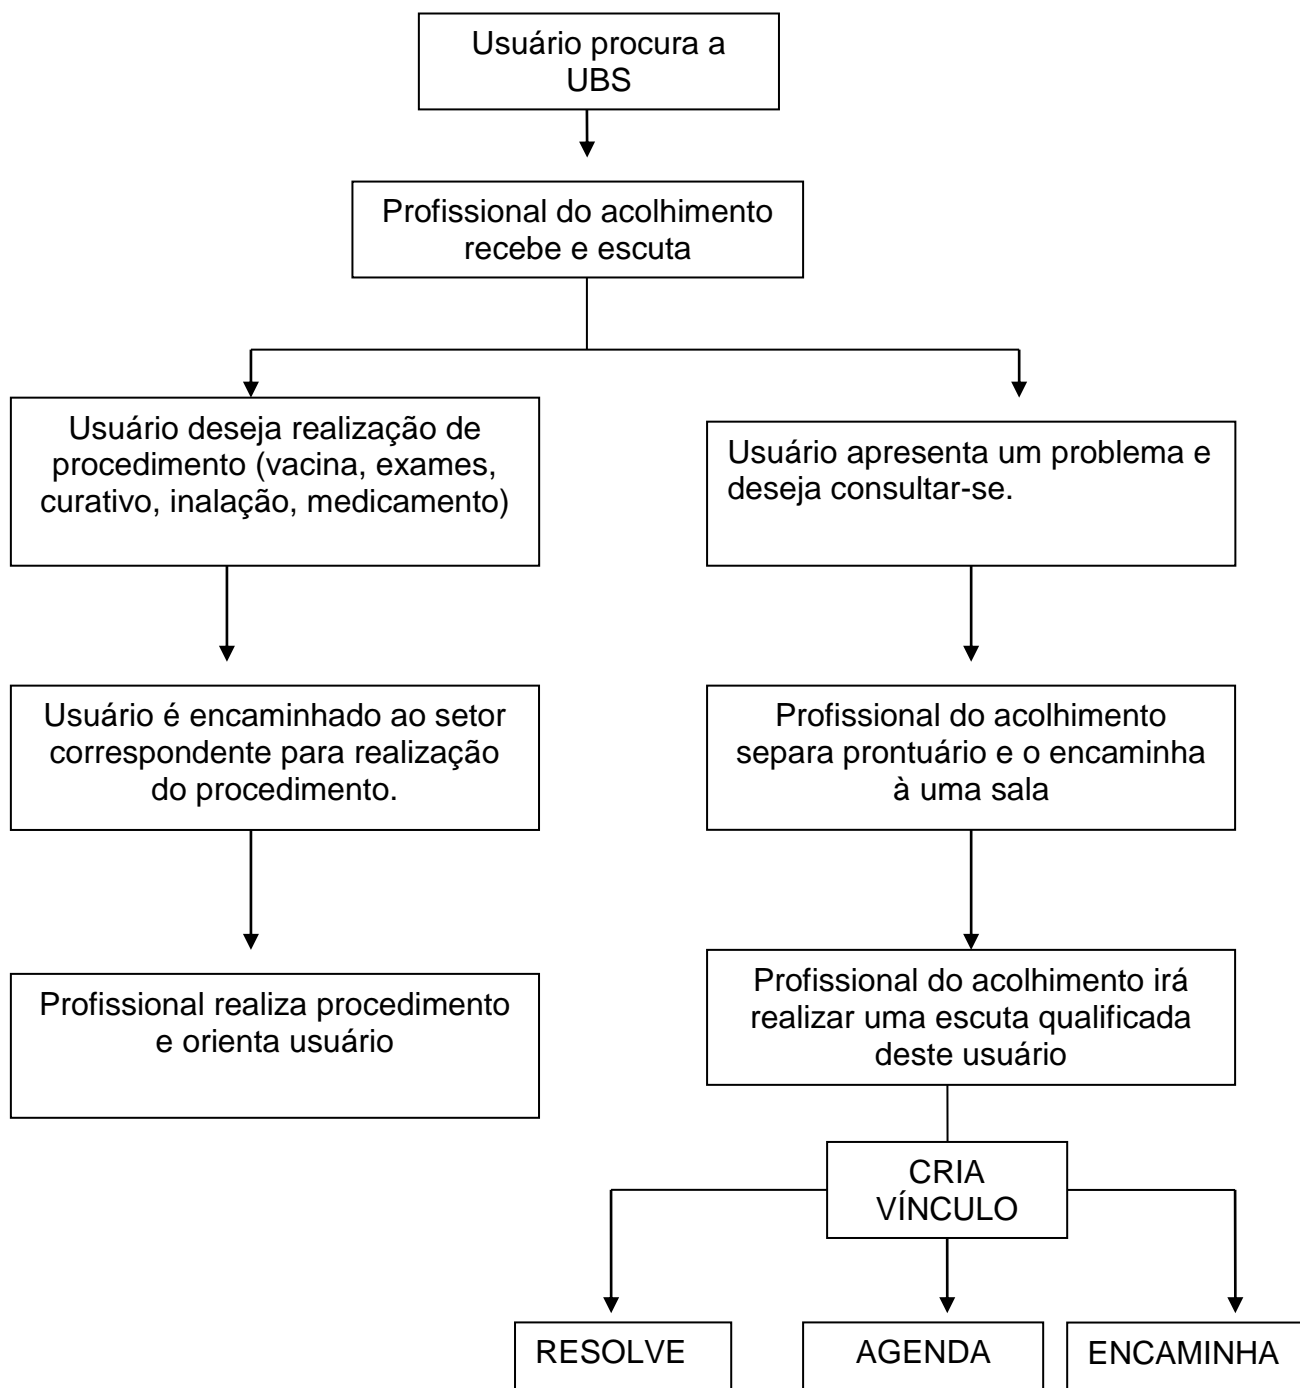 Usuário procura a
UBS
Profissional do acolhimento
recebe e escuta
Usuário deseja realização de
procedimento (vacina, exames,
curativo, inalação, medicamento)
Usuário apresenta um problema e
deseja consultar-se.
Usuário é encaminhado ao setor
correspondente para realização
do procedimento.
Profissional do acolhimento
separa prontuário e o encaminha
à uma sala
Profissional realiza procedimento
e orienta usuário
Profissional do acolhimento irá
realizar uma escuta qualificada
deste usuário
CRIA
VÍNCULO
RESOLVE
AGENDA
ENCAMINHA